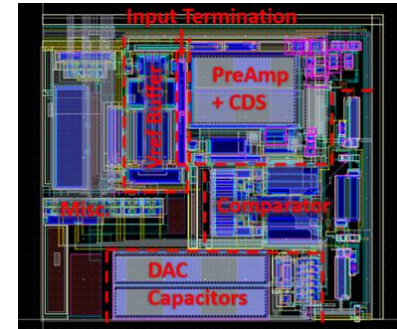 Input Termination
PreAmp
+ CDS
Vref Buffer
Misc.
Comparator
DAC
Capacitors